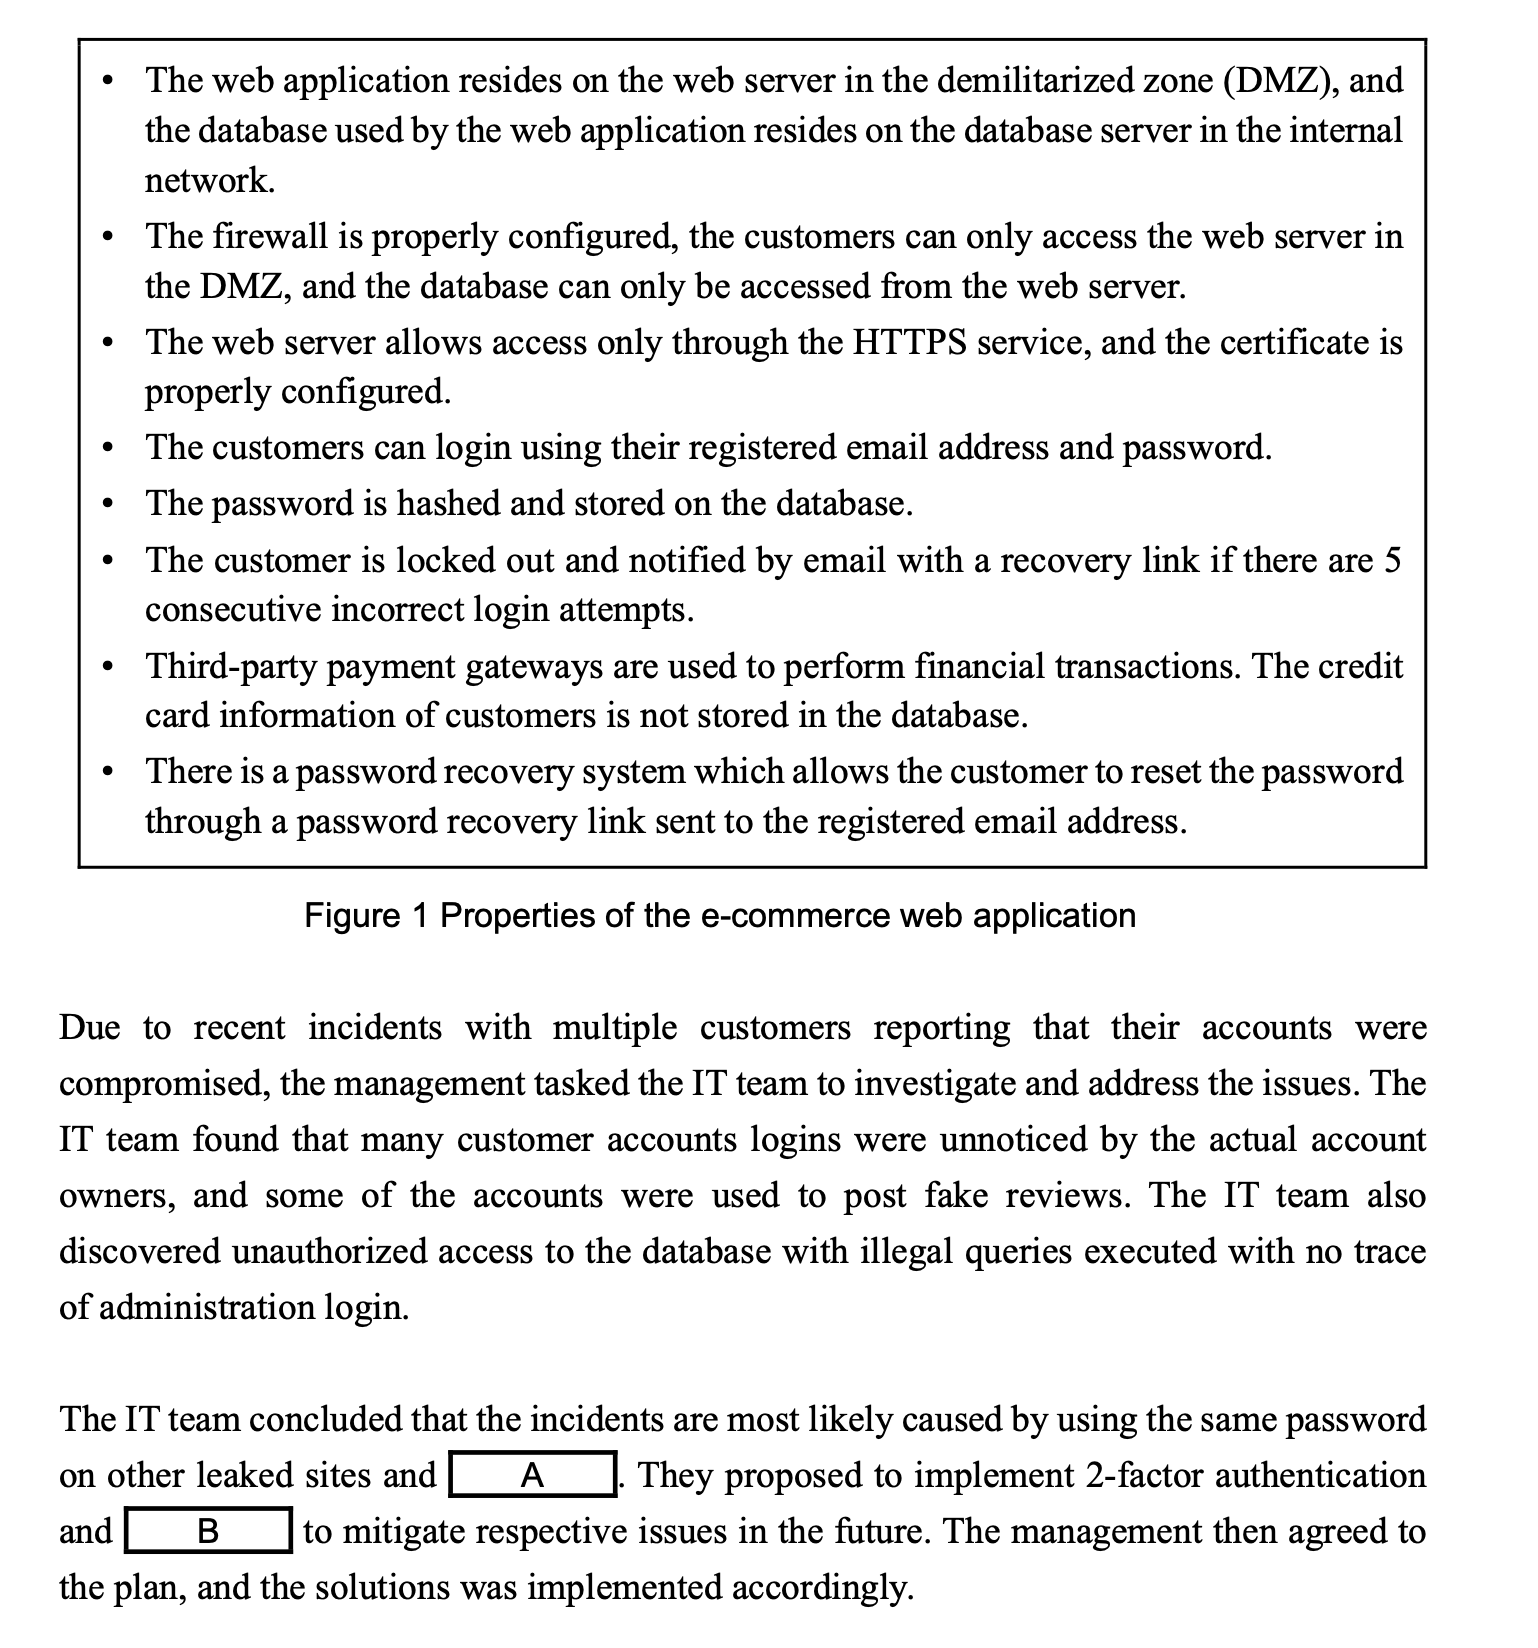 • The web application resides on the web server in the demilitarized zone (DMZ), and
the database used by the web application resides on the database server in the internal
network.
• The firewall is properly configured, the customers can only access the web server in
the DMZ, and the database can only be accessed from the web server.
• The web server allows access only through the HTTPS service, and the certificate is
properly configured.
• The customers can login using their registered email address and password.
• The password is hashed and stored on the database.
• The customer is locked out and notified by email with a recovery link if there are 5
consecutive incorrect login attempts.
• Third-party payment gateways are used to perform financial transactions. The credit
card information of customers is not stored in the database.
• There is a password recovery system which allows the customer to reset the password
through a password recovery link sent to the registered email address.
Figure 1 Properties of the e-commerce web application
Due to recent incidents with multiple customers reporting that their accounts were
compromised, the management tasked the IT team to investigate and address the issues. The
IT team found that many customer accounts logins were unnoticed by the actual account
owners, and some of the accounts were used to post fake reviews. The IT team also
discovered unauthorized access to the database with illegal queries executed with no trace
of administration login.
The IT team concluded that the incidents are most likely caused by using the same password
on other leaked sites and A. They proposed to implement 2-factor authentication
and B to mitigate respective issues in the future. The management then agreed to
the plan, and the solutions was implemented accordingly.